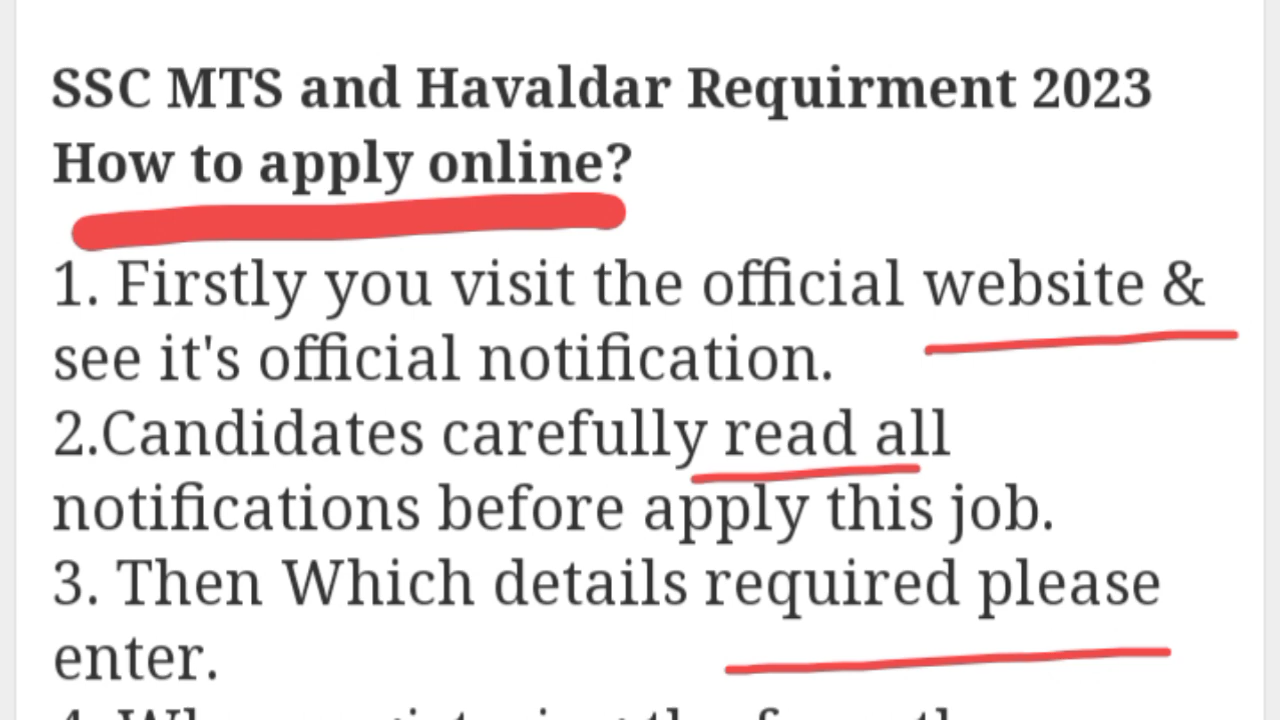 SSC MTS and Havaldar Requirment 2023
How to apply online?
1. Firstly you visit the official website &
see it's official notification.
2.Candidates carefully read all
notifications before apply this job.
3. Then Which details required please
enter.